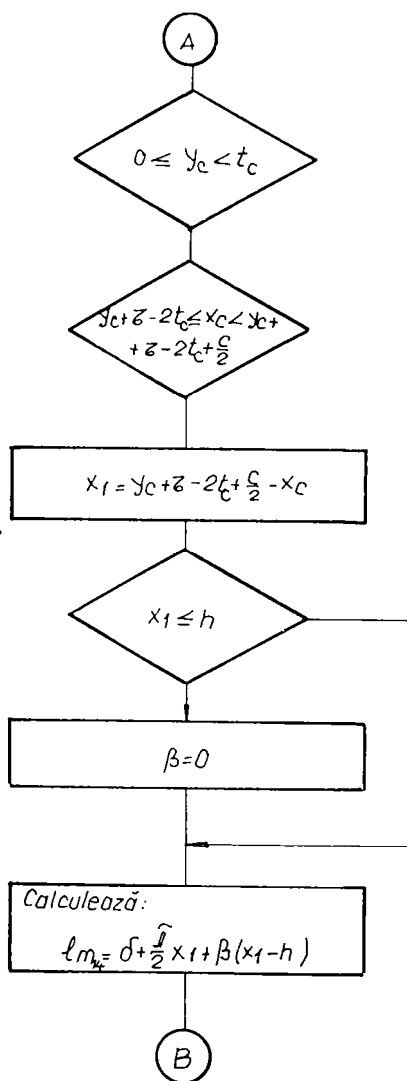 A
0 ≤ y_c < t_c
y_c + τ - 2t_c ≤ x_c < y_c +
+ τ - 2t_c + c/2
x_1 = y_c + τ - 2t_c + c/2 - x_c
x_1 ≤ h
β = 0
Calculează:
l_m4 = δ + π/2 x_1 + β(x_1 - h)
B